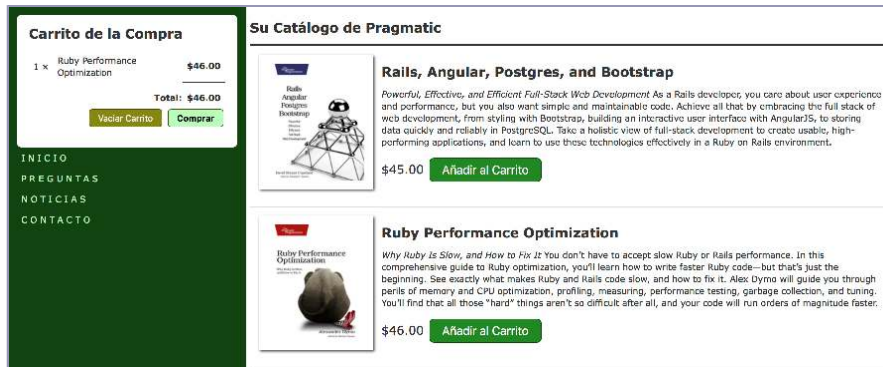 Carrito de la Compra
1 x Ruby Performance Optimization $46.00
Total: $46.00
Vaciar Carrito Comprar
INICIO
PREGUNTAS
NOTICIAS
CONTACTO
Su Catálogo de Pragmatic
Rails
Angular
Postgres
Bootstrap
Rails, Angular, Postgres, and Bootstrap
Powerful, Effective, and Efficient Full-Stack Web Development As a Rails developer, you care about user experience
and performance, but you also want simple and maintainable code. Achieve all that by embracing the full stack of
web development, from styling with Bootstrap, building an interactive user interface with AngularJS, to storing
data quickly and reliably in PostgreSQL. Take a holistic view of full-stack development to create usable, high-
performing applications, and learn to use these technologies effectively in a Ruby on Rails environment.
$45.00 Añadir al Carrito
Ruby Performance
Optimization
Ruby Performance Optimization
Why Ruby Is Slow, and How to Fix It You don't have to accept slow Ruby or Rails performance. In this
comprehensive guide to Ruby optimization, you'll learn how to write faster Ruby code—but that's just the
beginning. See exactly what makes Ruby and Rails code slow, and how to fix it. Alex Dymo will guide you through
perils of memory and CPU optimization, profiling, measuring, performance testing, garbage collection, and tuning.
You'll find that all those "hard" things aren't so difficult after all, and your code will run orders of magnitude faster.
$46.00 Añadir al Carrito